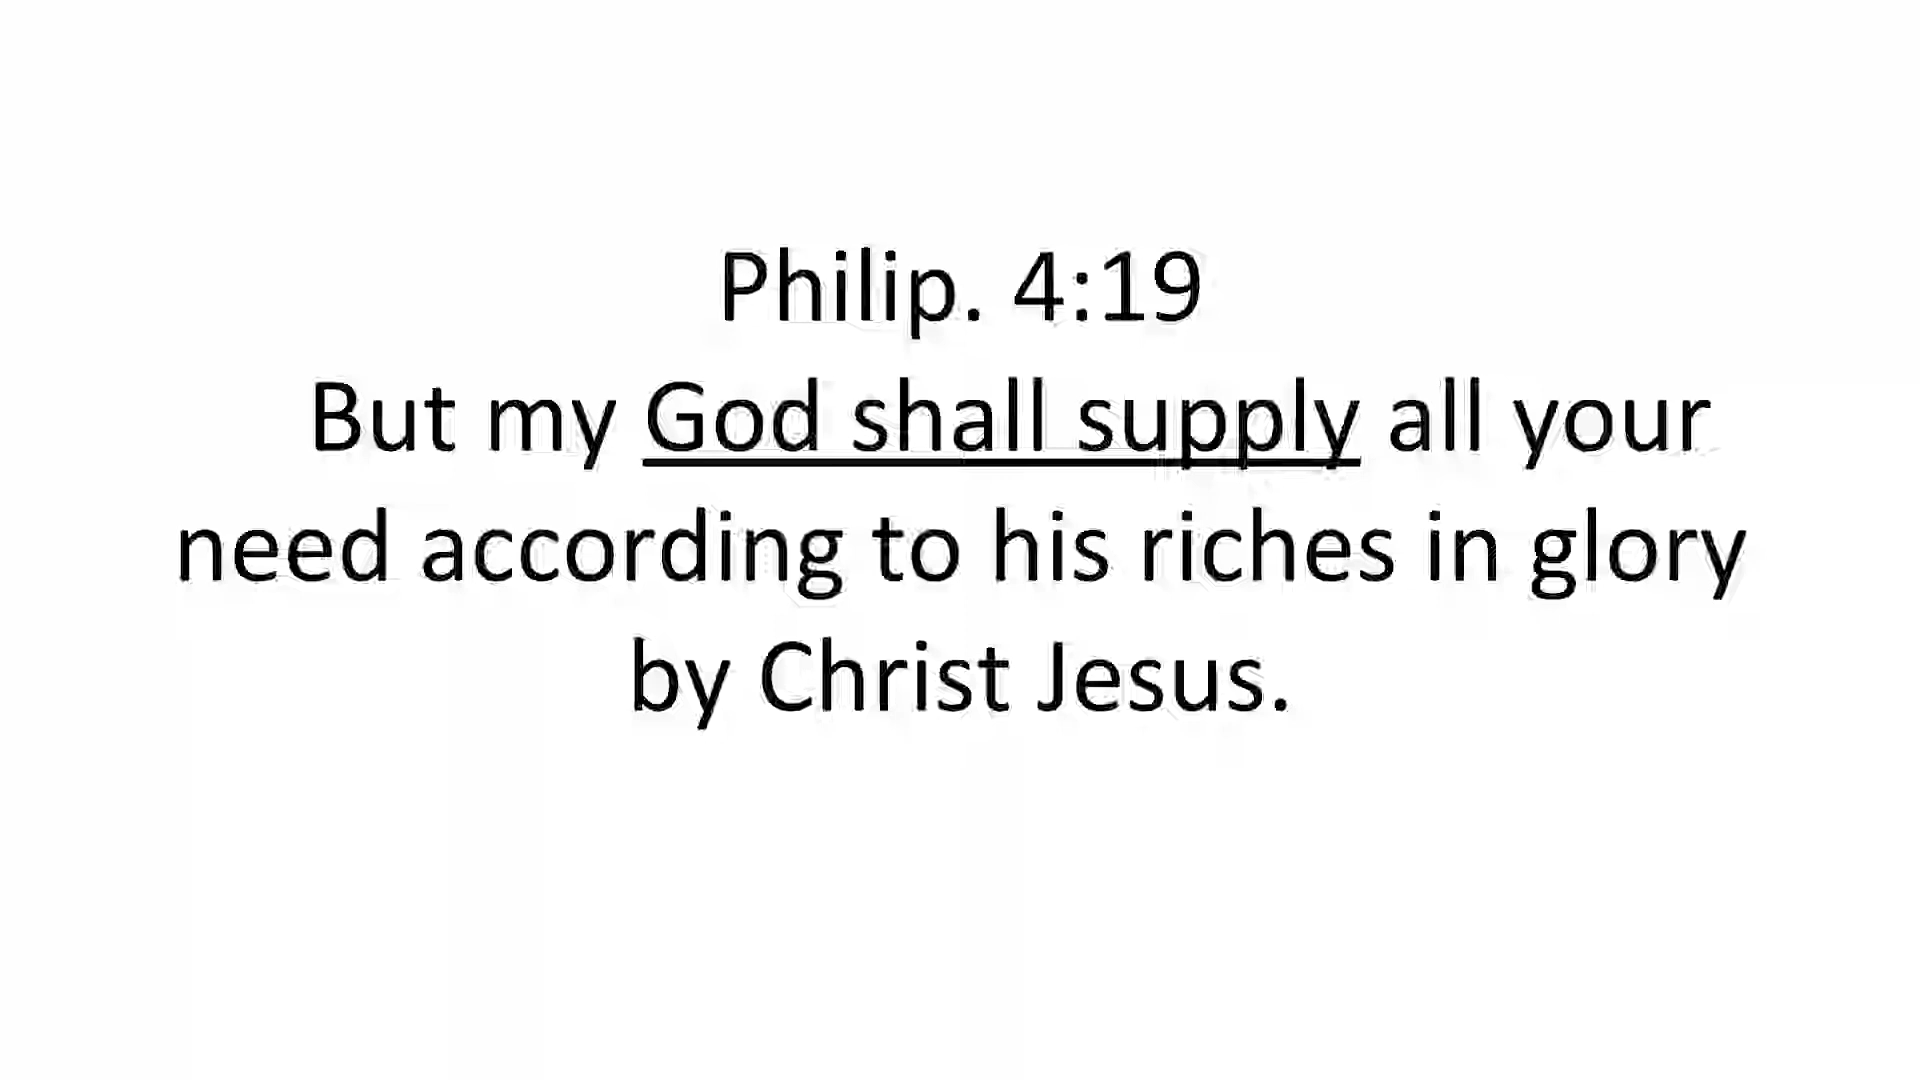 Philip. 4:19
But my God shall supply all your
need according to his riches in glory
by Christ Jesus.